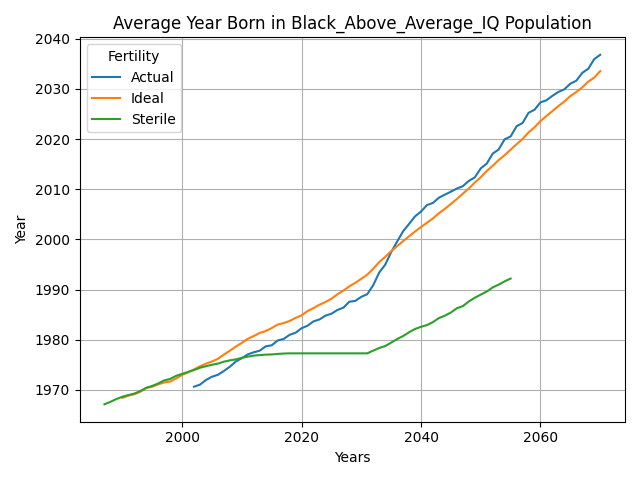 Average Year Born in Black_Above_Average_IQ Population
Fertility
Actual
Ideal
Sterile
Year
2040
2030
2020
2010
2000
1990
1980
1970
2000 2020 2040 2060
Years